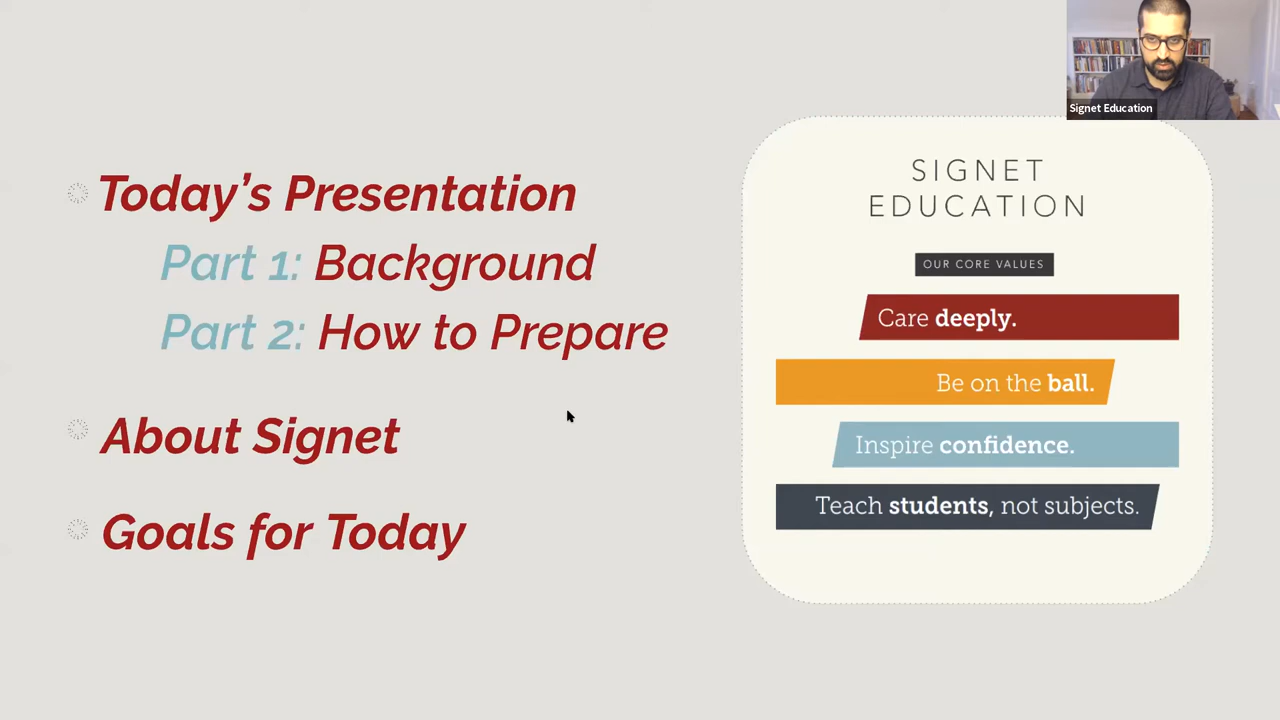 Today's Presentation
Part 1: Background
Part 2: How to Prepare
About Signet
Goals for Today
Signet Education
SIGNET
EDUCATION
OUR CORE VALUES
Care deeply.
Be on the ball.
Inspire confidence.
Teach students, not subjects.